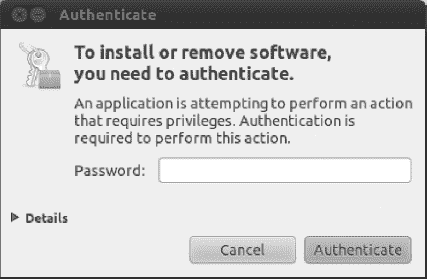 Authenticate
To install or remove software,
you need to authenticate.
An application is attempting to perform an action
that requires privileges. Authentication is
required to perform this action.
Password:
Details
Cancel Authenticate